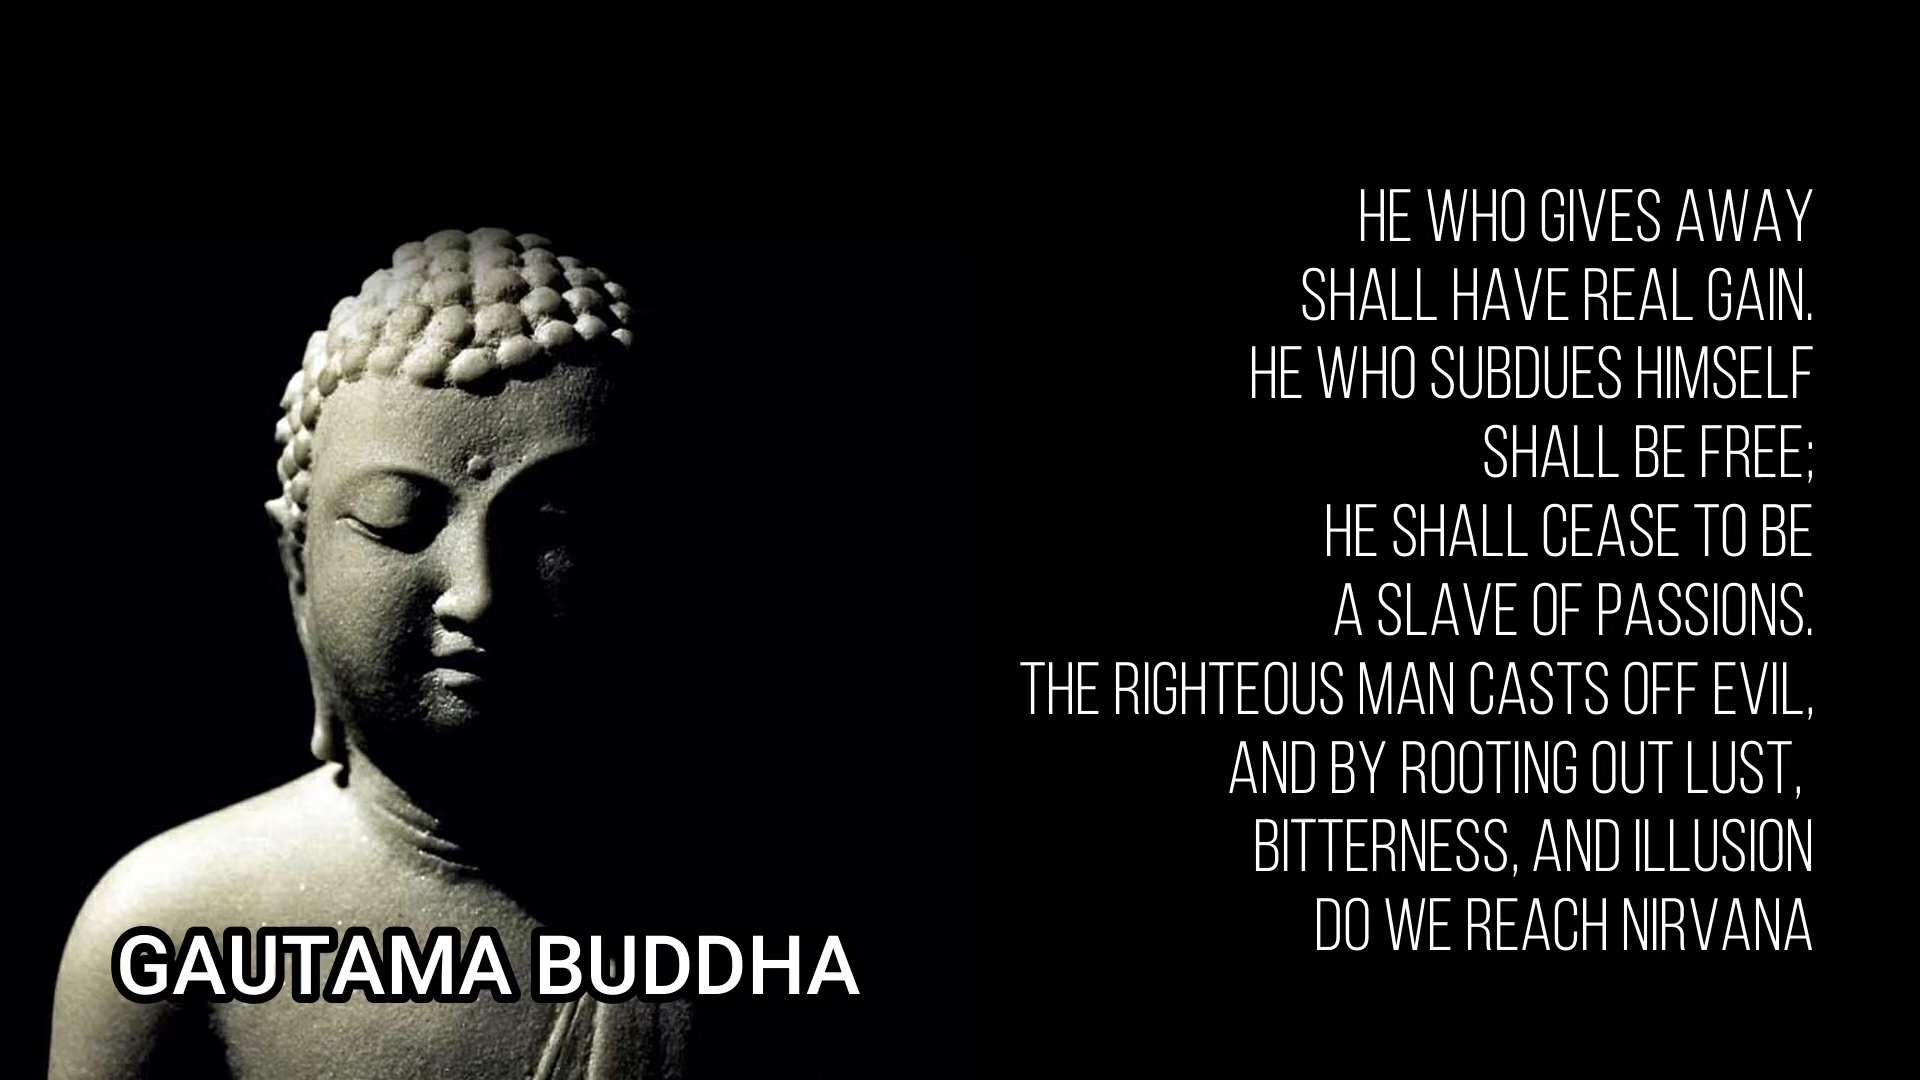 HE WHO GIVES AWAY
SHALL HAVE REAL GAIN.
HE WHO SUBDUES HIMSELF
SHALL BE FREE;
HE SHALL CEASE TO BE
A SLAVE OF PASSIONS.
THE RIGHTEOUS MAN CASTS OFF EVIL,
AND BY ROOTING OUT LUST,
BITTERNESS, AND ILLUSION
DO WE REACH NIRVANA
GAUTAMA BUDDHA